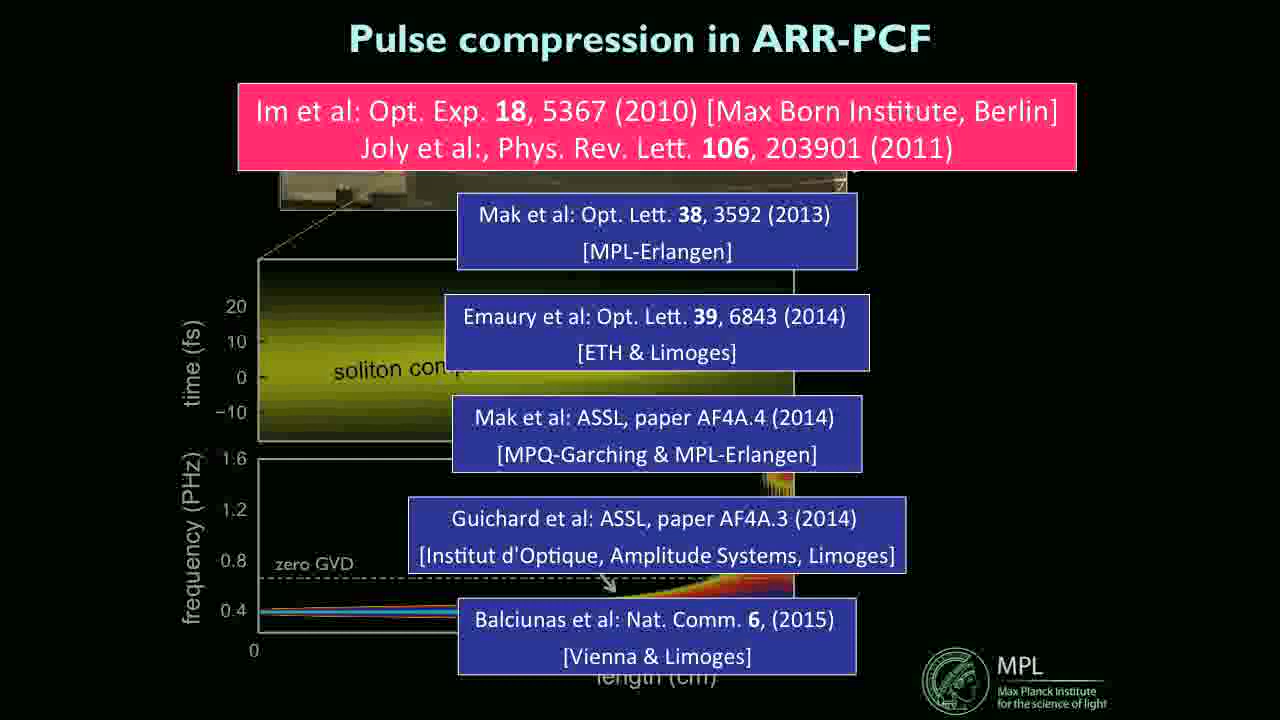 Pulse compression in ARR-PCF
Im et al: Opt. Exp. 18, 5367 (2010) [Max Born Institute, Berlin]
Joly et al:, Phys. Rev. Lett. 106, 203901 (2011)
Mak et al: Opt. Lett. 38, 3592 (2013)
[MPL-Erlangen]
Emaury et al: Opt. Lett. 39, 6843 (2014)
[ETH & Limoges]
Mak et al: ASSL, paper AF4A.4 (2014)
[MPQ-Garching & MPL-Erlangen]
Guichard et al: ASSL, paper AF4A.3 (2014)
[Institut d'Optique, Amplitude Systems, Limoges]
Balciunas et al: Nat. Comm. 6, (2015)
[Vienna & Limoges]
time (fs)
20
10
0
−10
soliton com
frequency (PHz)
1.6
1.2
0.8
0.4
zero GVD
0
length (cm)
MPL
Max Planck Institute
for the science of light